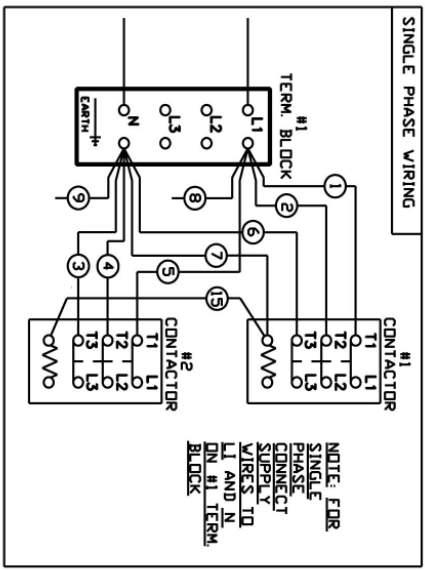 SINGLE PHASE WIRING
#1
TERM. BLOCK
L1
L2
L3
N
EARTH
1
2
8
6
7
15
5
4
3
9
#1
CONTACTOR
T1 L1
T2 L2
T3 L3
#2
CONTACTOR
T1 L1
T2 L2
T3 L3
NOTE: FOR
SINGLE
PHASE
CONNECT
SUPPLY
WIRES TO
LI AND N
ON #1 TERM.
BLOCK